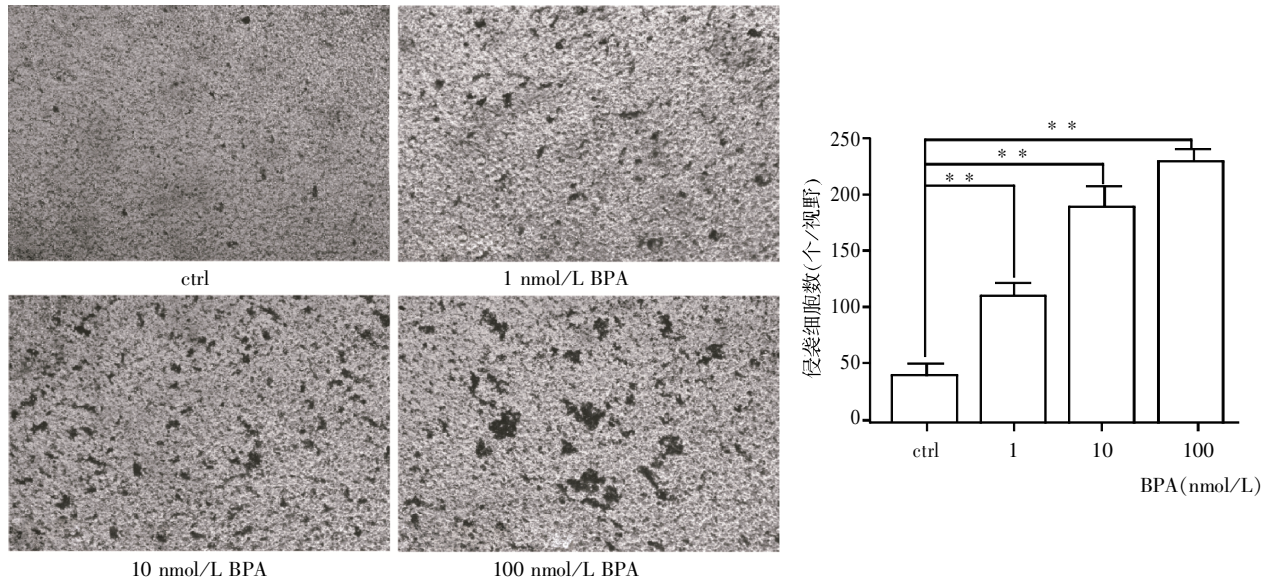 ctrl
1 nmol/L BPA
10 nmol/L BPA
100 nmol/L BPA
侵袭细胞数(个/视野)
250
200
150
100
50
0
* *
* *
* *
ctrl
1
10
100
BPA(nmol/L)